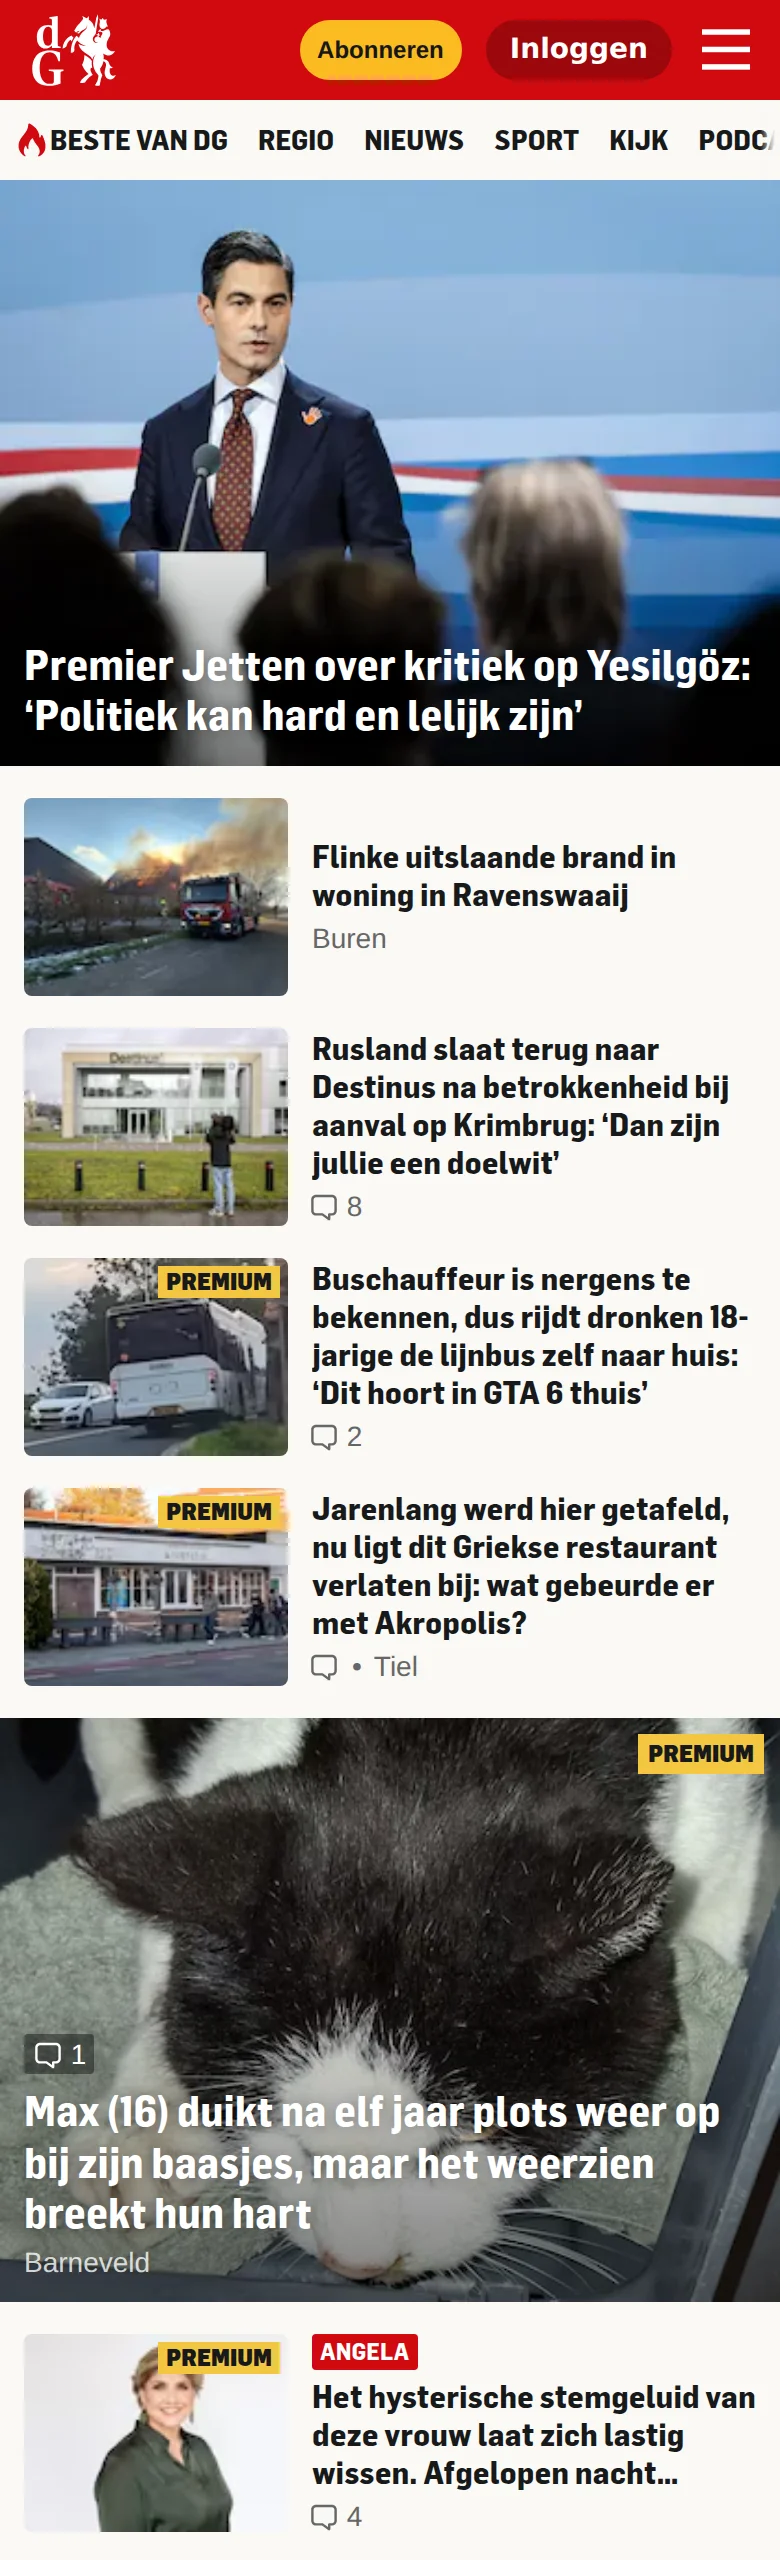 dG
Abonneren
Inloggen
BESTE VAN DG
REGIO
NIEUWS
SPORT
KIJK
PODCA
Premier Jetten over kritiek op Yesilgöz:
‘Politiek kan hard en lelijk zijn’
Flinke uitslaande brand in
woning in Ravenswaaij
Buren
Destinus
Rusland slaat terug naar
Destinus na betrokkenheid bij
aanval op Krimbrug: ‘Dan zijn
jullie een doelwit’
8
PREMIUM
Buschauffeur is nergens te
bekennen, dus rijdt dronken 18-
jarige de lijnbus zelf naar huis:
‘Dit hoort in GTA 6 thuis’
2
PREMIUM
Jarenlang werd hier getafeld,
nu ligt dit Griekse restaurant
verlaten bij: wat gebeurde er
met Akropolis?
• Tiel
PREMIUM
1
Max (16) duikt na elf jaar plots weer op
bij zijn baasjes, maar het weerzien
breekt hun hart
Barneveld
PREMIUM
ANGELA
Het hysterische stemgeluid van
deze vrouw laat zich lastig
wissen. Afgelopen nacht...
4